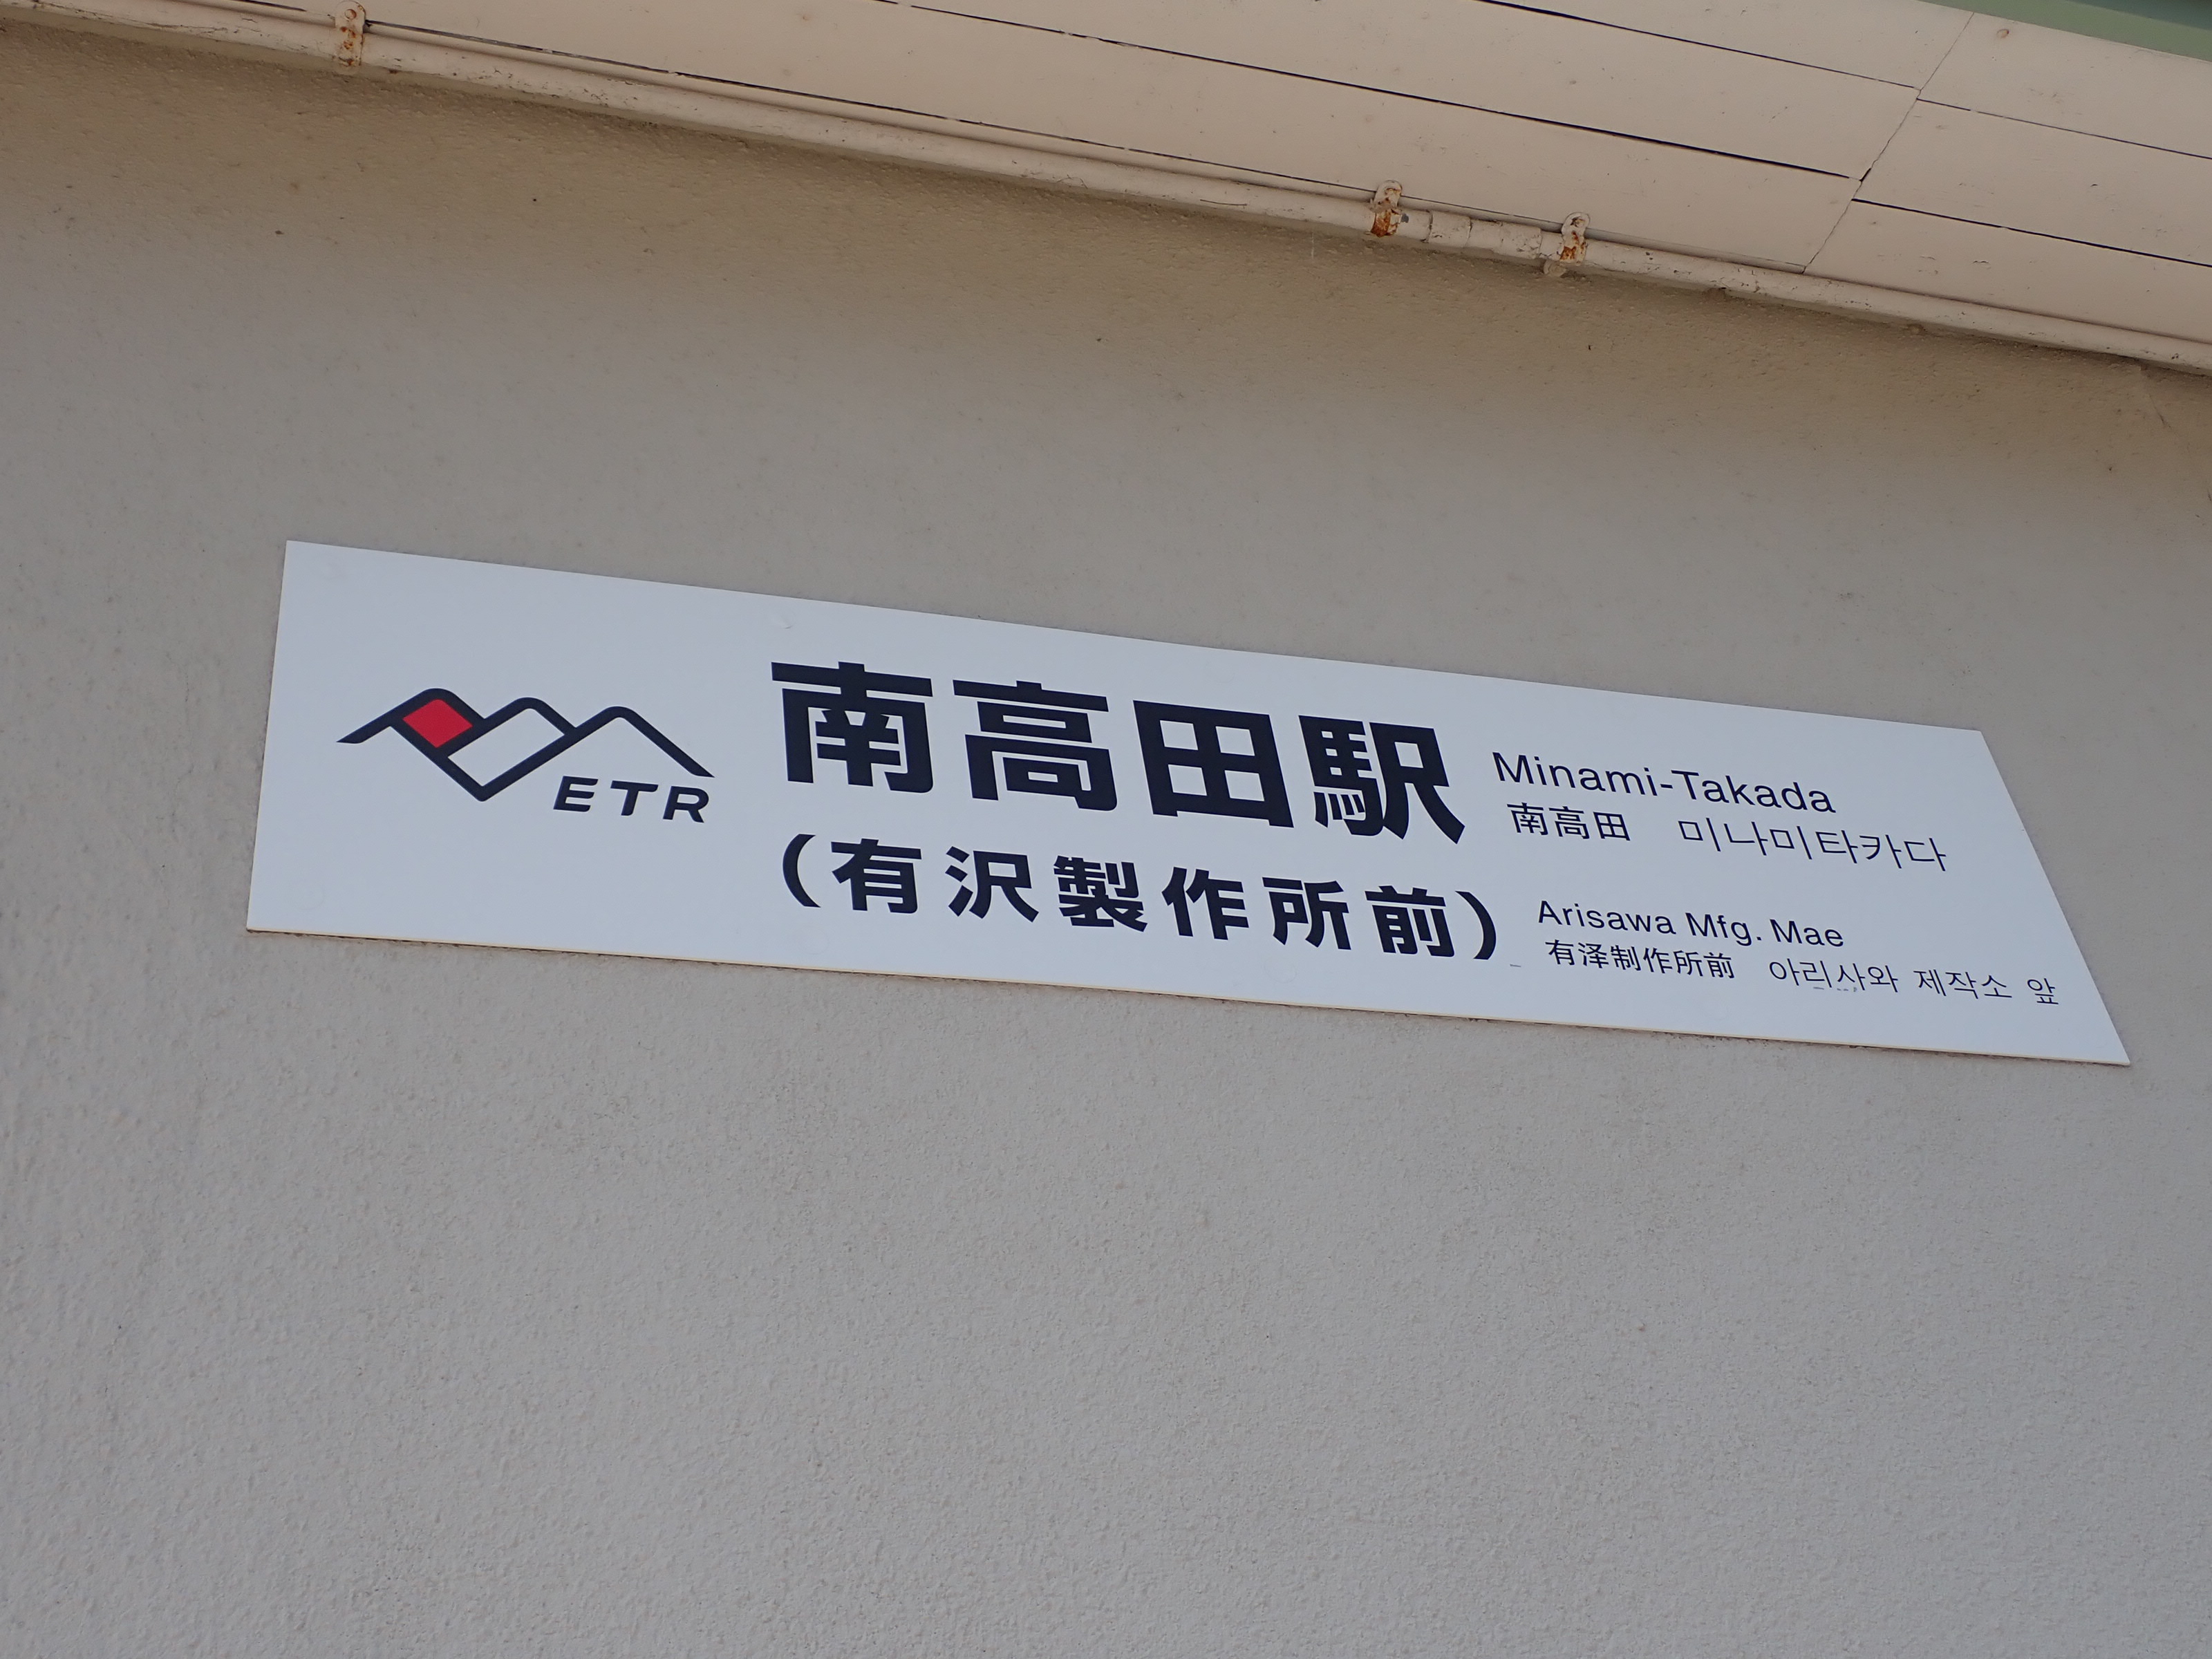 ETR
南高田駅
Minami-Takada
南高田 미나미타카다
(有沢製作所前)
Arisawa Mfg. Mae
有泽制作所前 아리사와 제작소 앞